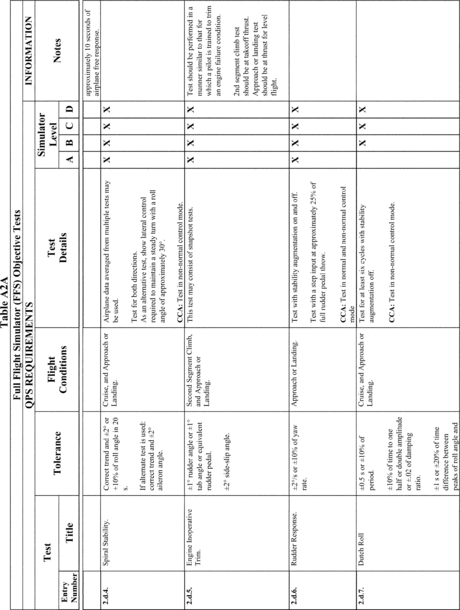 Table A2A
Full Flight Simulator (FFS) Objective Tests
QPS REQUIREMENTS
INFORMATION
Test
Tolerance
Flight
Conditions
Test
Details
Simulator
Level
Notes
Entry
Number
Title
A B C D
approximately 10 seconds of
airplane free response.
2.d.4.
Spiral Stability.
Correct trend and ±2° or
±10% of roll angle in 20
s.
If alternate test is used:
correct trend and ±2°
aileron angle.
Cruise, and Approach or
Landing.
Airplane data averaged from multiple tests may
be used.
Test for both directions.
As an alternative test, show lateral control
required to maintain a steady turn with a roll
angle of approximately 30°.
CCA: Test in non-normal control mode.
X X X X
2.d.5.
Engine Inoperative
Trim.
±1° rudder angle or ±1°
tab angle or equivalent
rudder pedal.
±2° side-slip angle.
Second Segment Climb,
and Approach or
Landing.
This test may consist of snapshot tests.
X X X X
Test should be performed in a
manner similar to that for
which a pilot is trained to trim
an engine failure condition.
2nd segment climb test
should be at takeoff thrust.
Approach or landing test
should be at thrust for level
flight.
2.d.6.
Rudder Response.
±2°/s or ±10% of yaw
rate.
Approach or Landing.
Test with stability augmentation on and off.
Test with a step input at approximately 25% of
full rudder pedal throw.
CCA: Test in normal and non-normal control
mode
X X X X
2.d.7.
Dutch Roll
±0.5 s or ±10% of
period.
±10% of time to one
half or double amplitude
or ±.02 of damping
ratio.
±1 s or ±20% of time
difference between
peaks of roll angle and
Cruise, and Approach or
Landing.
Test for at least six cycles with stability
augmentation off.
CCA: Test in non-normal control mode.
X X X